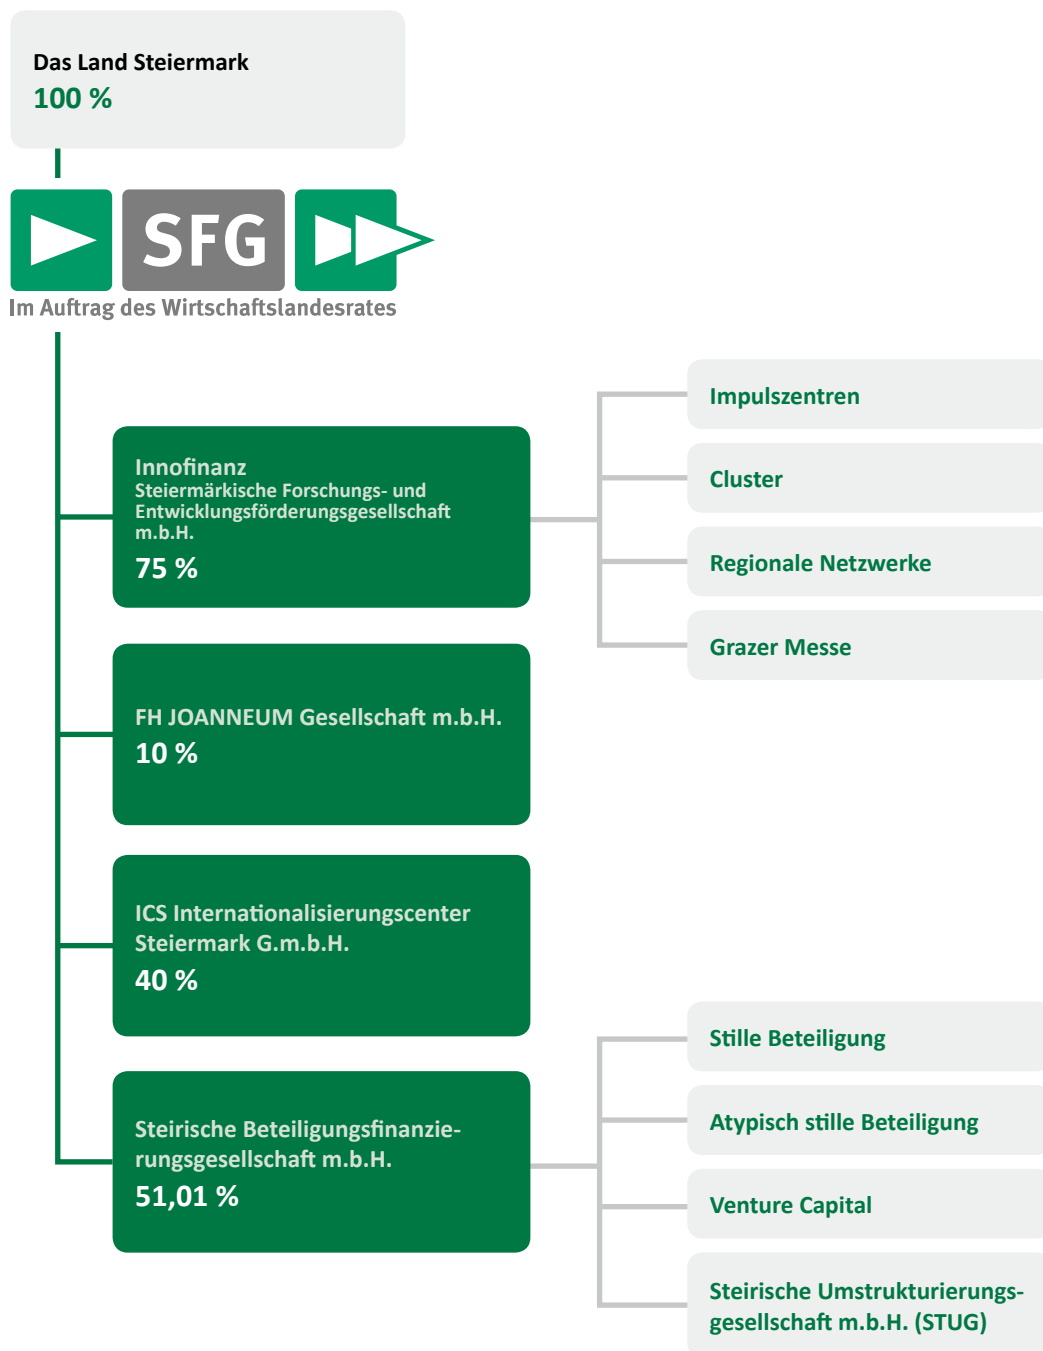 Das Land Steiermark
100 %
SFG
Im Auftrag des Wirtschaftslandesrates
Innofinanz
Steiermärkische Forschungs- und
Entwicklungsförderungsgesellschaft
m.b.H.
75 %
Impulszentren
Cluster
Regionale Netzwerke
Grazer Messe
FH JOANNEUM Gesellschaft m.b.H.
10 %
ICS Internationalisierungscenter
Steiermark G.m.b.H.
40 %
Steirische Beteiligungsfinanzie-
rungsgesellschaft m.b.H.
51,01 %
Stille Beteiligung
Atypisch stille Beteiligung
Venture Capital
Steirische Umstrukturierungs-
gesellschaft m.b.H. (STUG)